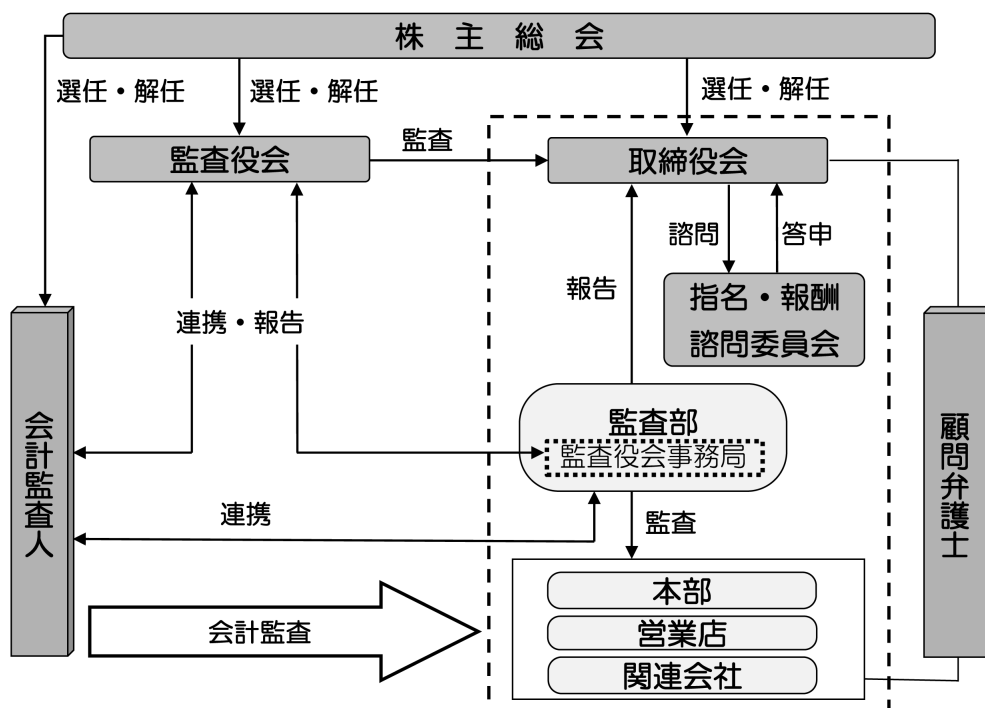 株主総会
選任・解任
選任・解任
選任・解任
監査役会
監査
取締役会
諮問
答申
報告
指名・報酬
諮問委員会
連携・報告
会計監査人
顧問弁護士
監査部
監査役会事務局
連携
監査
会計監査
本部
営業店
関連会社